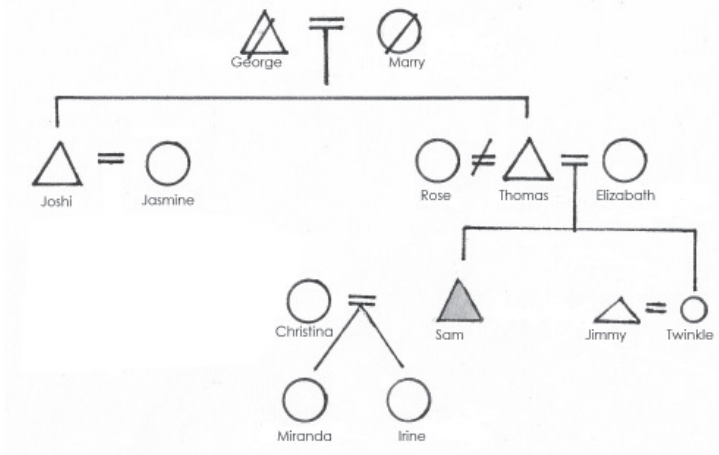 George Marry
Joshi Jasmine Rose Thomas Elizabath
Christina Sam Jimmy Twinkle
Miranda Irine